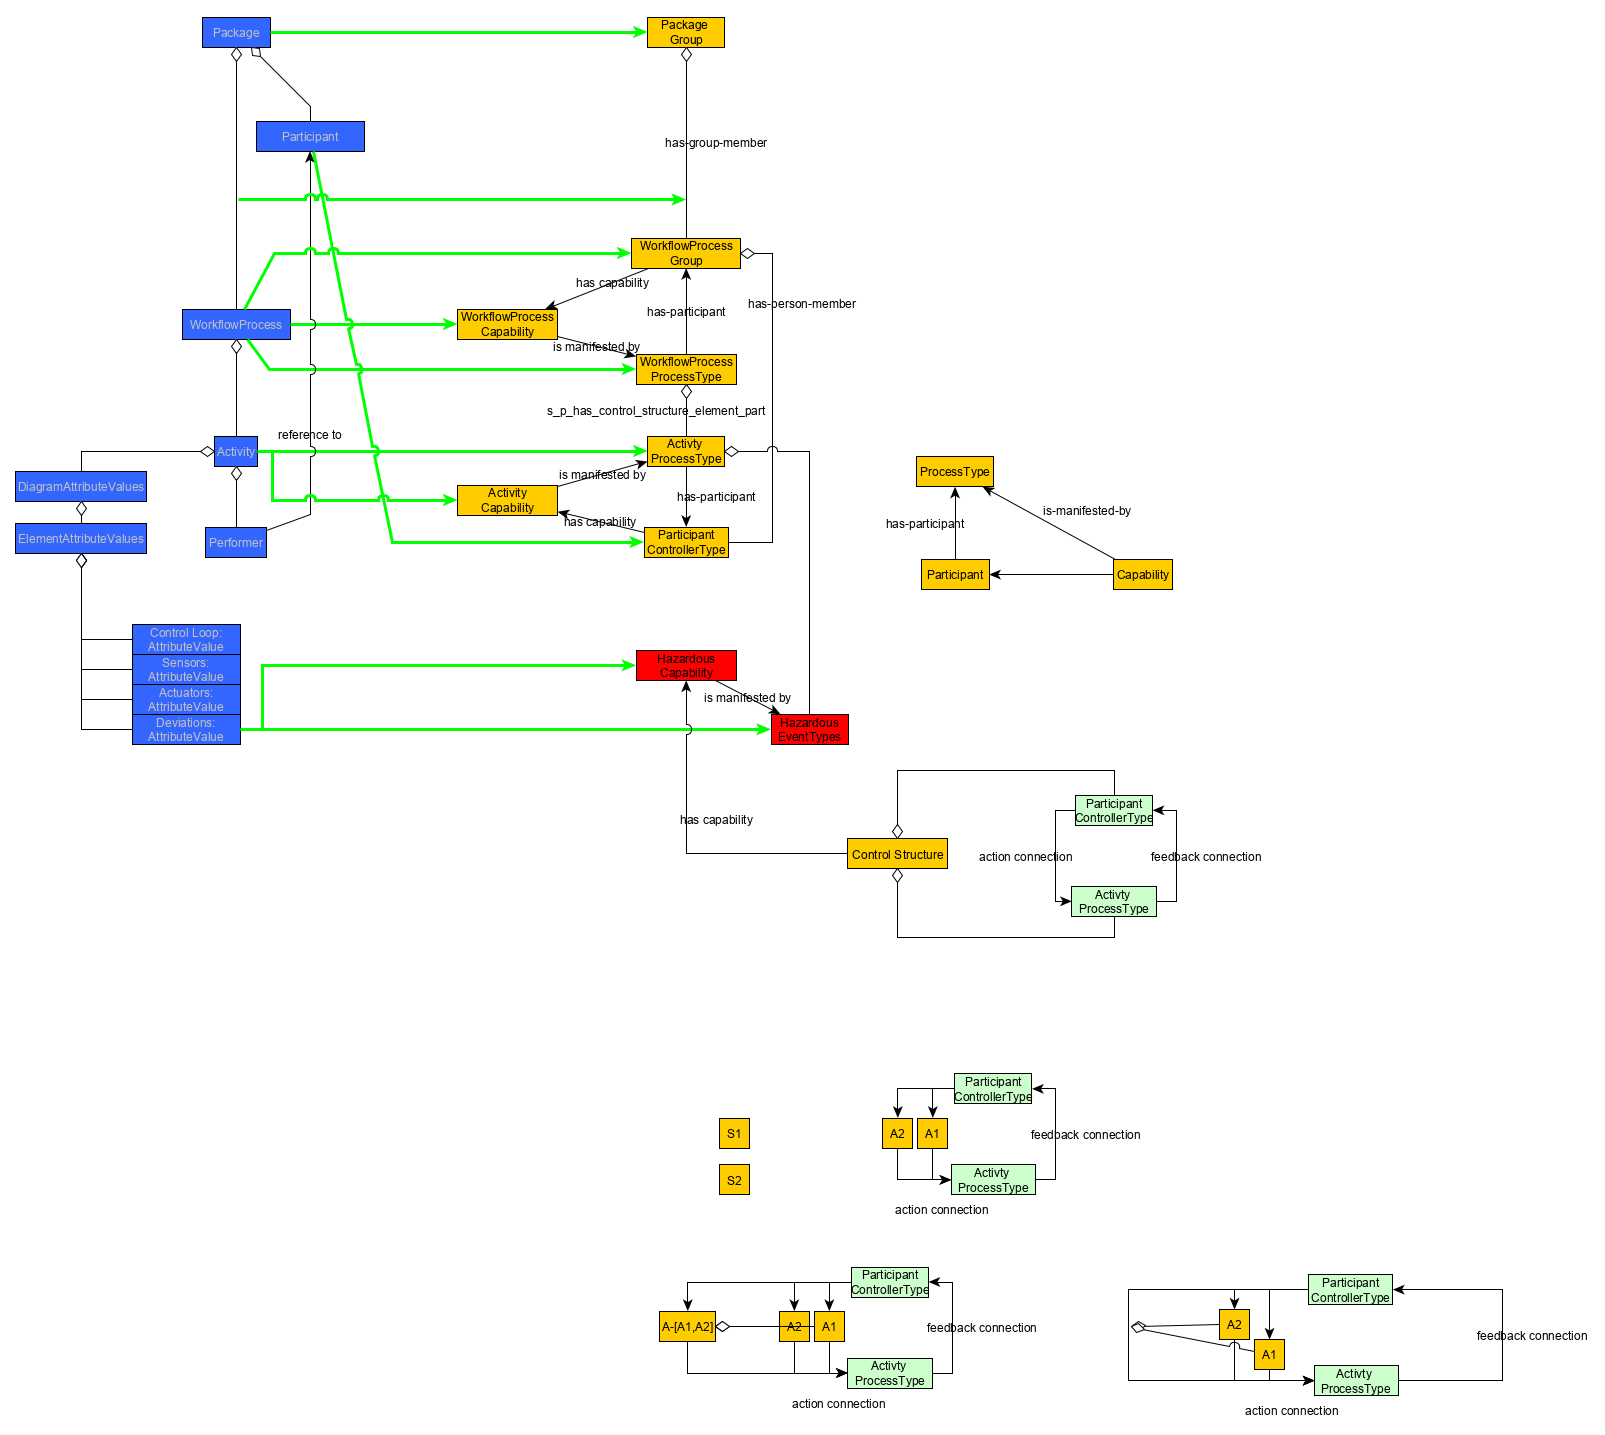 Package
Package
Group
Participant
has-group-member
WorkflowProcess
Group
has capability
has-person-member
has-participant
WorkflowProcess
WorkflowProcess
Capability
is manifested by
WorkflowProcess
ProcessType
s_p_has_control_structure_element_part
reference to
Activity
Activty
ProcessType
is manifested by
DiagramAttributeValues
Activity
Capability
has-participant
has capability
ElementAttributeValues
Performer
Participant
ControllerType
ProcessType
is-manifested-by
has-participant
Participant
Capability
Control Loop:
AttributeValue
Sensors:
AttributeValue
Actuators:
AttributeValue
Deviations:
AttributeValue
Hazardous
Capability
is manifested by
Hazardous
EventTypes
has capability
Control Structure
Participant
ControllerType
action connection
feedback connection
Activty
ProcessType
Participant
ControllerType
S1
A2
A1
feedback connection
S2
Activty
ProcessType
action connection
Participant
ControllerType
A-[A1,A2]
A2
A1
feedback connection
Activty
ProcessType
action connection
Participant
ControllerType
A2
A1
feedback connection
Activty
ProcessType
action connection